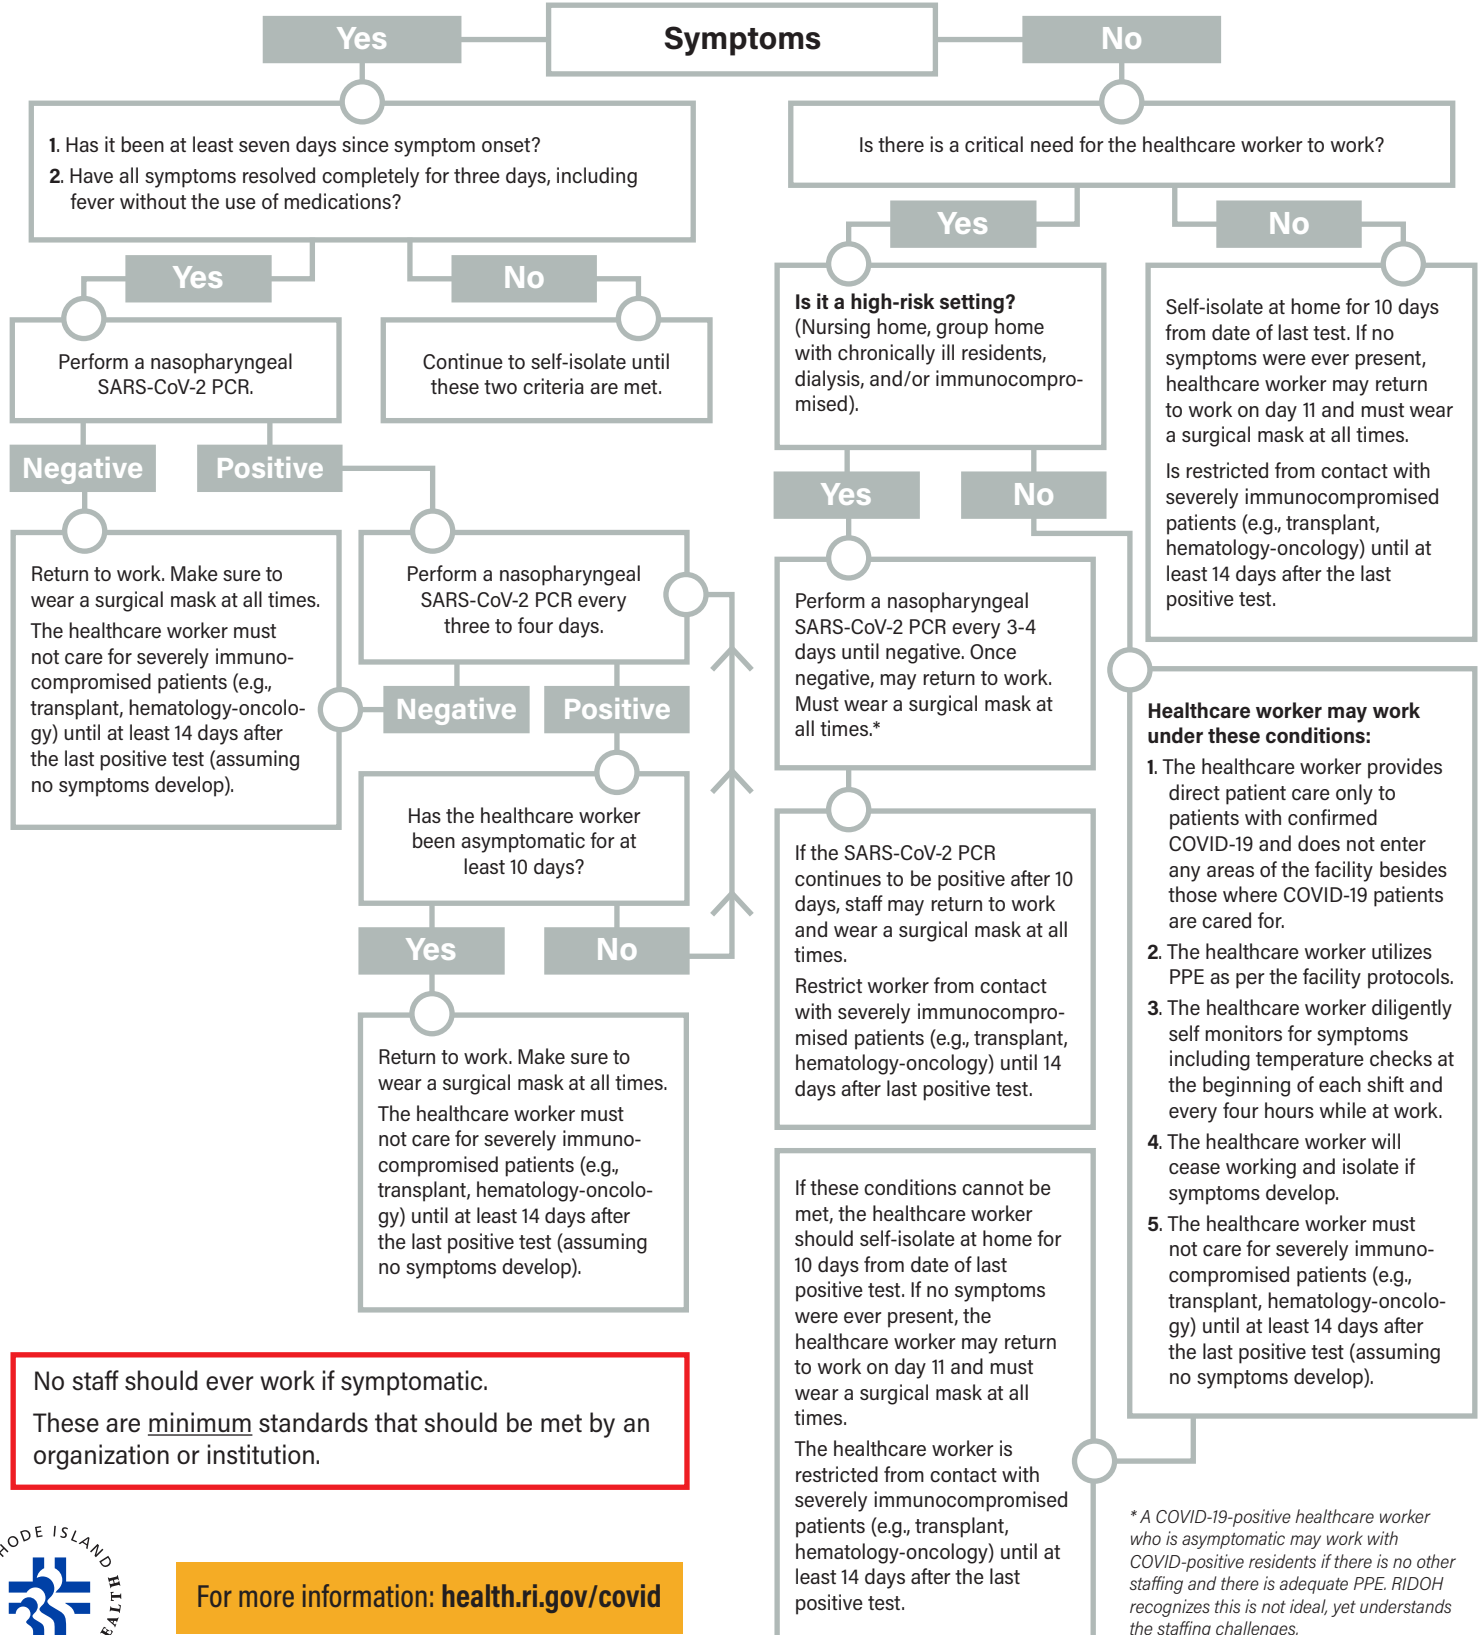 Symptoms
Yes
No
1. Has it been at least seven days since symptom onset?
2. Have all symptoms resolved completely for three days, including
fever without the use of medications?
Yes
No
Perform a nasopharyngeal
SARS-CoV-2 PCR.
Continue to self-isolate until
these two criteria are met.
Negative
Positive
Return to work. Make sure to
wear a surgical mask at all times.
The healthcare worker must
not care for severely immuno-
compromised patients (e.g.,
transplant, hematology-oncolo-
gy) until at least 14 days after
the last positive test (assuming
no symptoms develop).
Perform a nasopharyngeal
SARS-CoV-2 PCR every
three to four days.
Negative
Positive
Has the healthcare worker
been asymptomatic for at
least 10 days?
Yes
No
Return to work. Make sure to
wear a surgical mask at all times.
The healthcare worker must
not care for severely immuno-
compromised patients (e.g.,
transplant, hematology-oncolo-
gy) until at least 14 days after
the last positive test (assuming
no symptoms develop).
Is there is a critical need for the healthcare worker to work?
Yes
No
Is it a high-risk setting?
(Nursing home, group home
with chronically ill residents,
dialysis, and/or immunocompro-
mised).
Self-isolate at home for 10 days
from date of last test. If no
symptoms were ever present,
healthcare worker may return
to work on day 11 and must wear
a surgical mask at all times.
Is restricted from contact with
severely immunocompromised
patients (e.g., transplant,
hematology-oncology) until at
least 14 days after the last
positive test.
Yes
No
Perform a nasopharyngeal
SARS-CoV-2 PCR every 3-4
days until negative. Once
negative, may return to work.
Must wear a surgical mask at
all times.*
If the SARS-CoV-2 PCR
continues to be positive after 10
days, staff may return to work
and wear a surgical mask at all
times.
Restrict worker from contact
with severely immunocompro-
mised patients (e.g., transplant,
hematology-oncology) until 14
days after last positive test.
Healthcare worker may work
under these conditions:
1. The healthcare worker provides
direct patient care only to
patients with confirmed
COVID-19 and does not enter
any areas of the facility besides
those where COVID-19 patients
are cared for.
2. The healthcare worker utilizes
PPE as per the facility protocols.
3. The healthcare worker diligently
self monitors for symptoms
including temperature checks at
the beginning of each shift and
every four hours while at work.
4. The healthcare worker will
cease working and isolate if
symptoms develop.
5. The healthcare worker must
not care for severely immuno-
compromised patients (e.g.,
transplant, hematology-oncolo-
gy) until at least 14 days after
the last positive test (assuming
no symptoms develop).
If these conditions cannot be
met, the healthcare worker
should self-isolate at home for
10 days from date of last
positive test. If no symptoms
were ever present, the
healthcare worker may return
to work on day 11 and must
wear a surgical mask at all
times.
The healthcare worker is
restricted from contact with
severely immunocompromised
patients (e.g., transplant,
hematology-oncology) until at
least 14 days after the last
positive test.
No staff should ever work if symptomatic.
These are minimum standards that should be met by an
organization or institution.
For more information: health.ri.gov/covid
* A COVID-19-positive healthcare worker
who is asymptomatic may work with
COVID-positive residents if there is no other
staffing and there is adequate PPE. RIDOH
recognizes this is not ideal, yet understands
the staffing challenges.
ISLAND